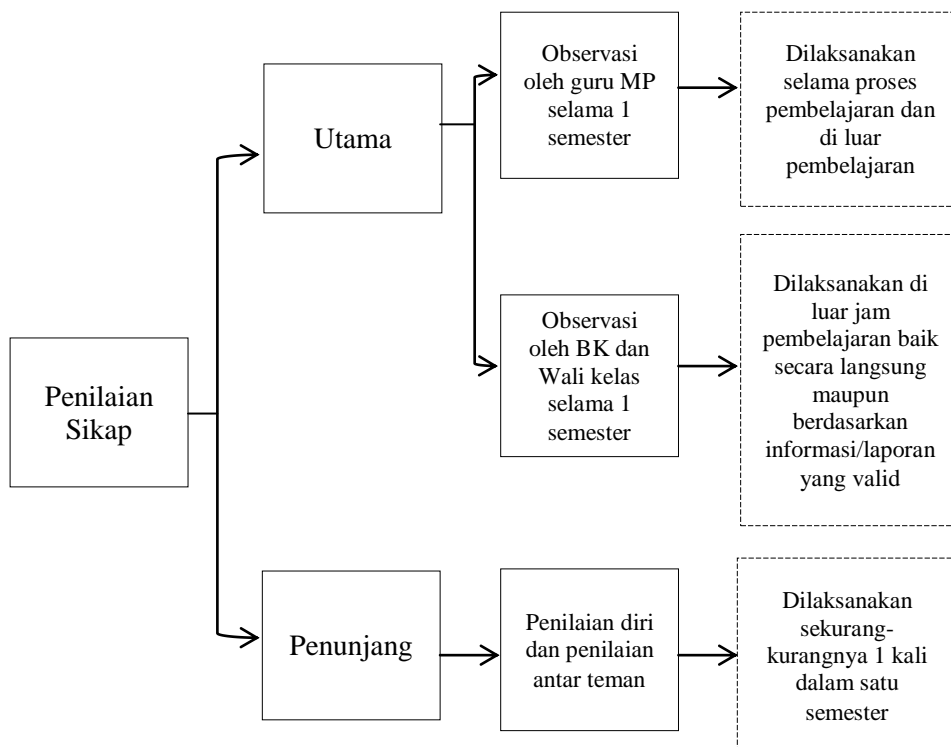 Penilaian
Sikap
Utama
Observasi
oleh guru MP
selama 1
semester
Dilaksanakan
selama proses
pembelajaran dan
di luar
pembelajaran
Observasi
oleh BK dan
Wali kelas
selama 1
semester
Dilaksanakan di
luar jam
pembelajaran baik
secara langsung
maupun
berdasarkan
informasi/laporan
yang valid
Penunjang
Penilaian diri
dan penilaian
antar teman
Dilaksanakan
sekurang-
kurangnya 1 kali
dalam satu
semester